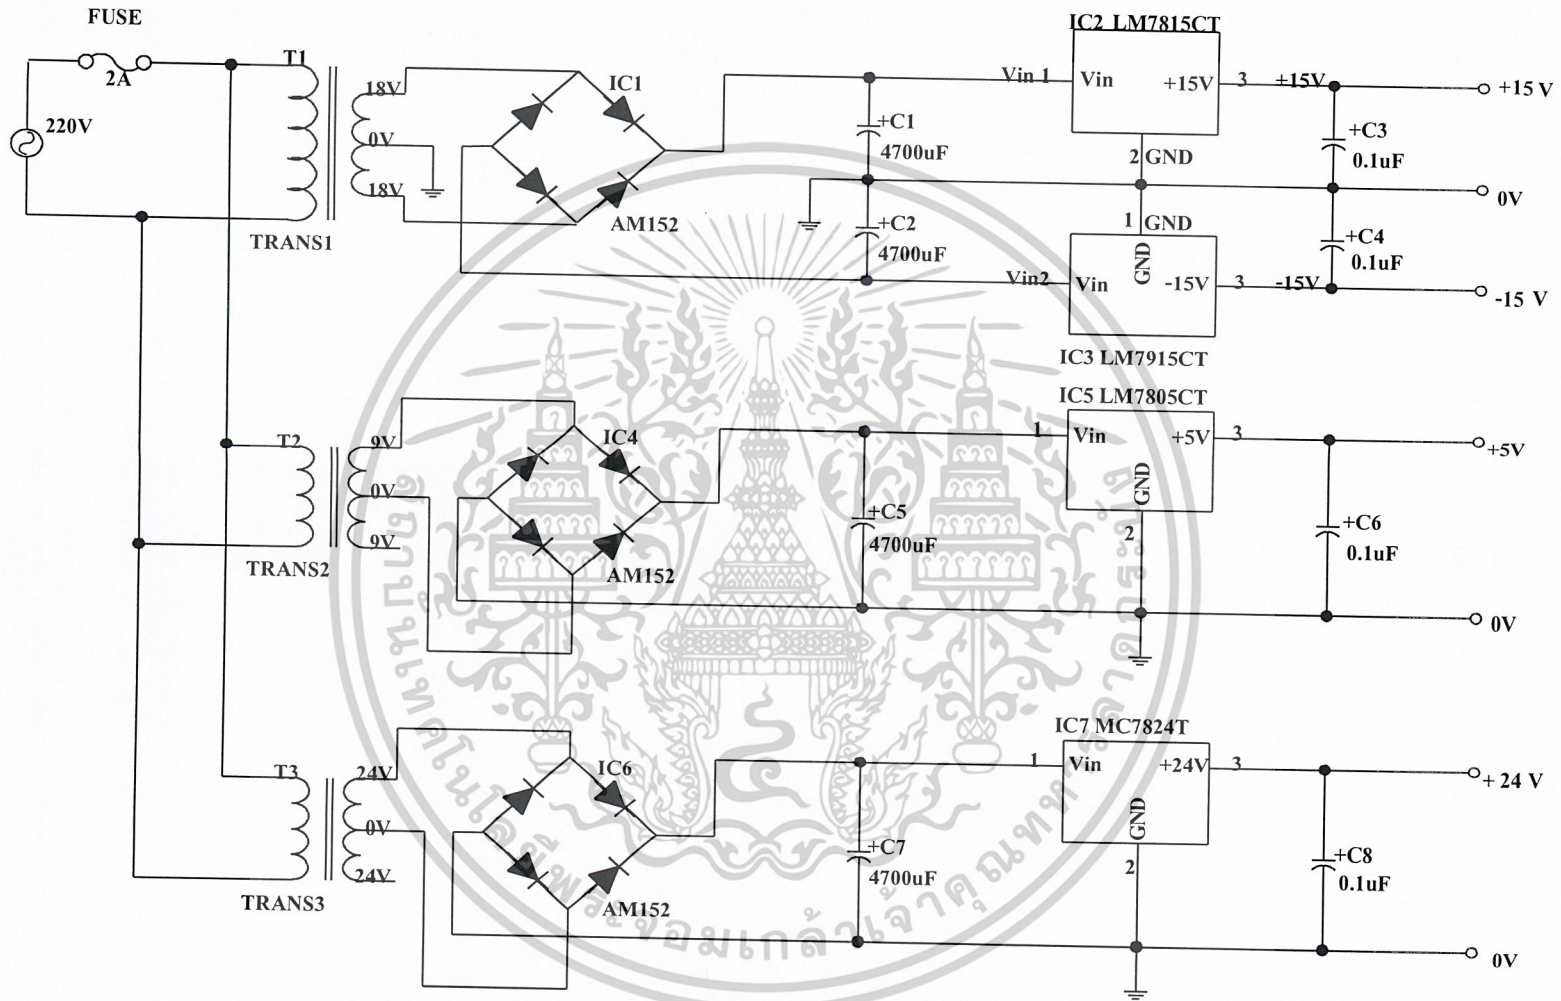 FUSE
2A
220V
T1
TRANS1
18V
0V
18V
IC1
AM152
+C1
4700uF
+C2
4700uF
Vin 1
IC2 LM7815CT
Vin
+15V
3
+15V
2
GND
1
GND
Vin2
Vin
GND
-15V
3
-15V
IC3 LM7915CT
+C3
0.1uF
+C4
0.1uF
+15 V
0V
-15 V
T2
TRANS2
9V
0V
9V
IC4
AM152
+C5
4700uF
IC5 LM7805CT
1
Vin
+5V
3
GND
2
+C6
0.1uF
+5V
0V
T3
TRANS3
24V
0V
24V
IC6
AM152
+C7
4700uF
IC7 MC7824T
1
Vin
+24V
3
GND
2
+C8
0.1uF
+ 24 V
0V